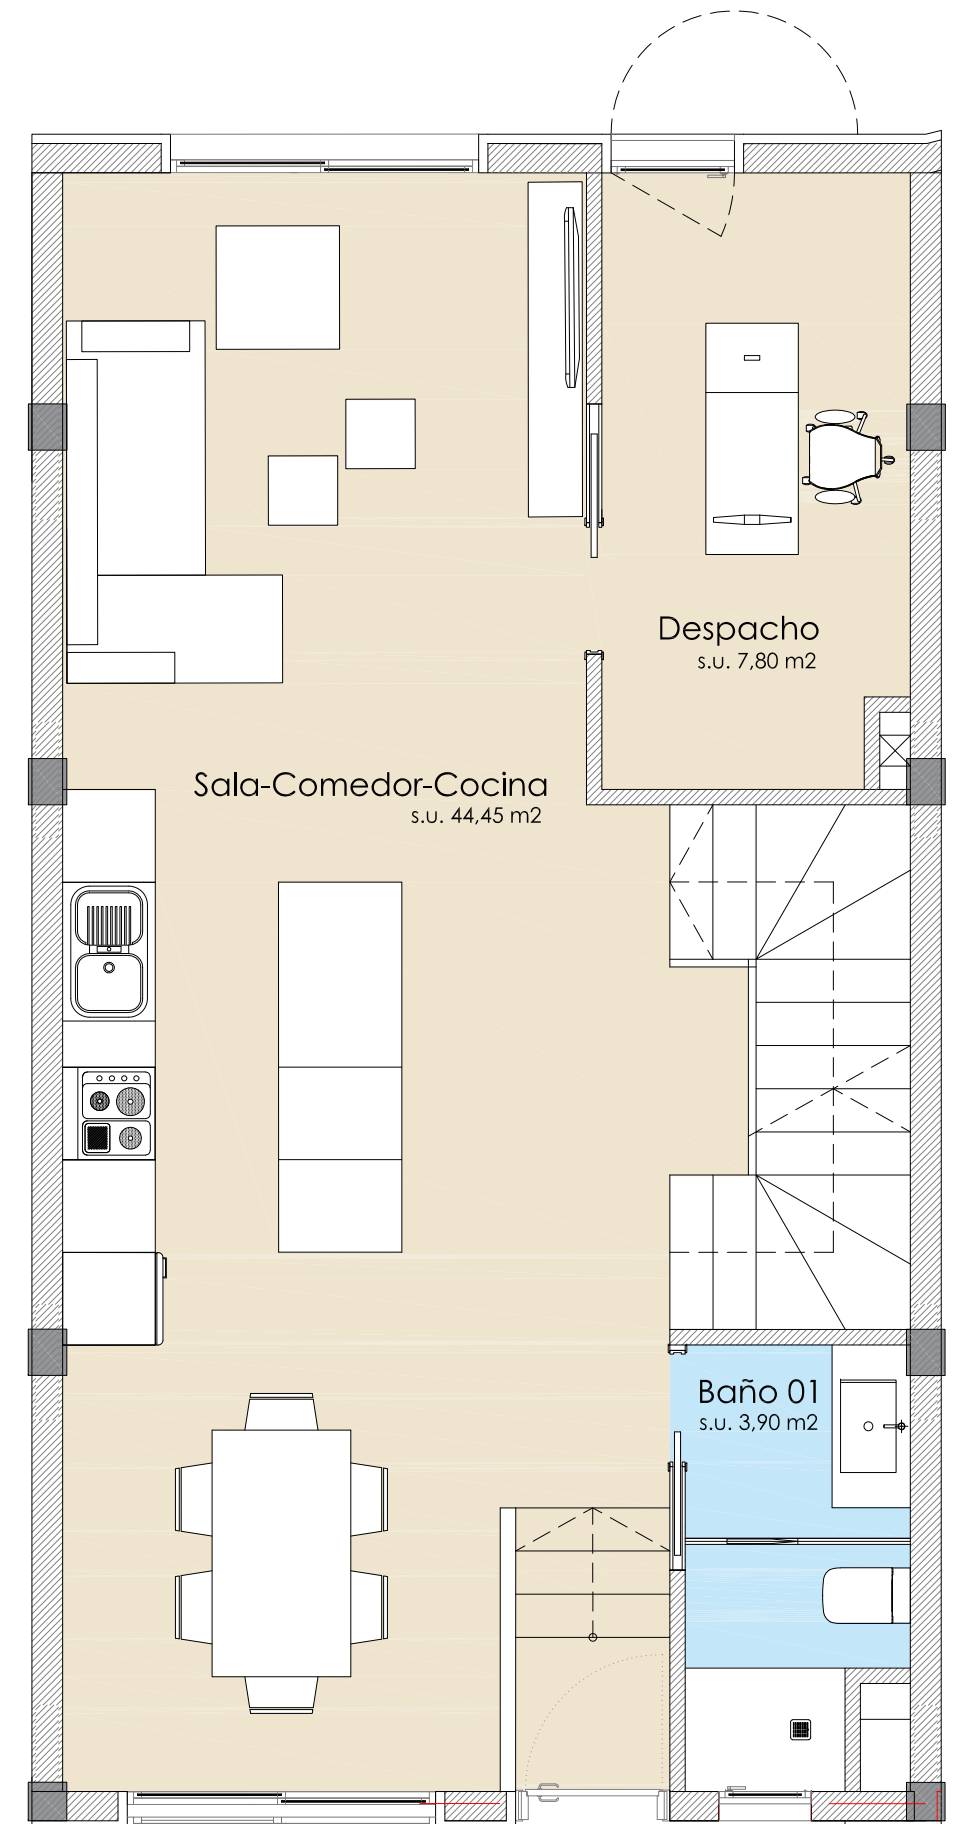 Despacho
s.u. 7,80 m2
Sala-Comedor-Cocina
s.u. 44,45 m2
Baño 01
s.u. 3,90 m2